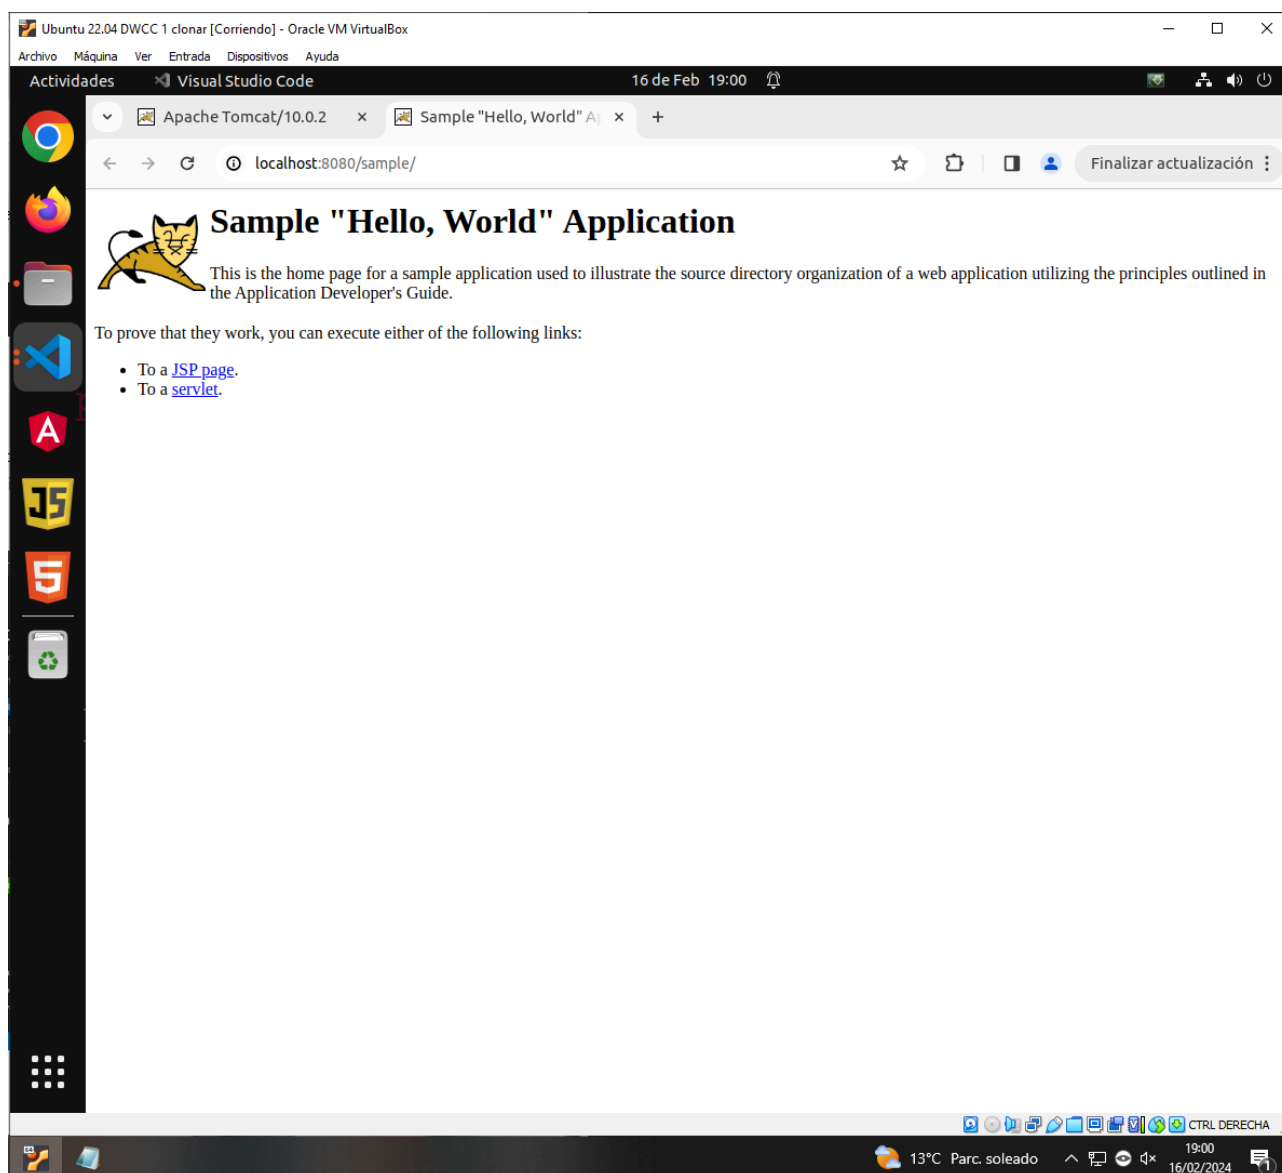 Ubuntu 22.04 DWCC 1 clonar [Corriendo] - Oracle VM VirtualBox
Archivo Máquina Ver Entrada Dispositivos Ayuda
Actividades Visual Studio Code 16 de Feb 19:00
Apache Tomcat/10.0.2 Sample "Hello, World" Ap
localhost:8080/sample/ Finalizar actualización
Sample "Hello, World" Application
This is the home page for a sample application used to illustrate the source directory organization of a web application utilizing the principles outlined in
the Application Developer's Guide.
To prove that they work, you can execute either of the following links:
To a JSP page.
To a servlet.
JS
CTRL DERECHA
13°C Parc. soleado 19:00
16/02/2024